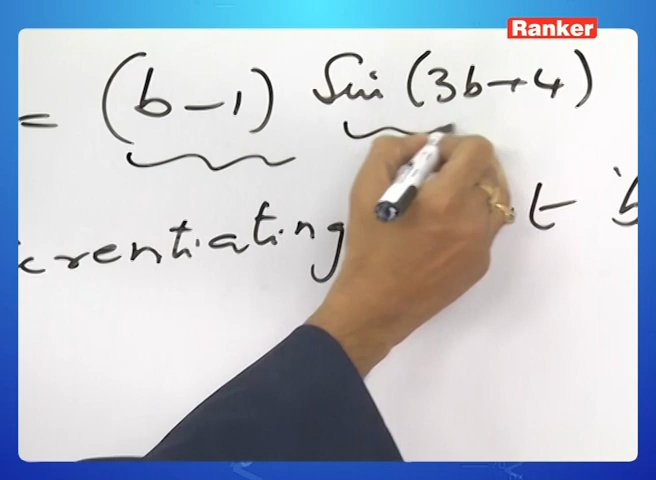 Ranker
= (b-1) Sin (3b+4)
erentiating t 'b